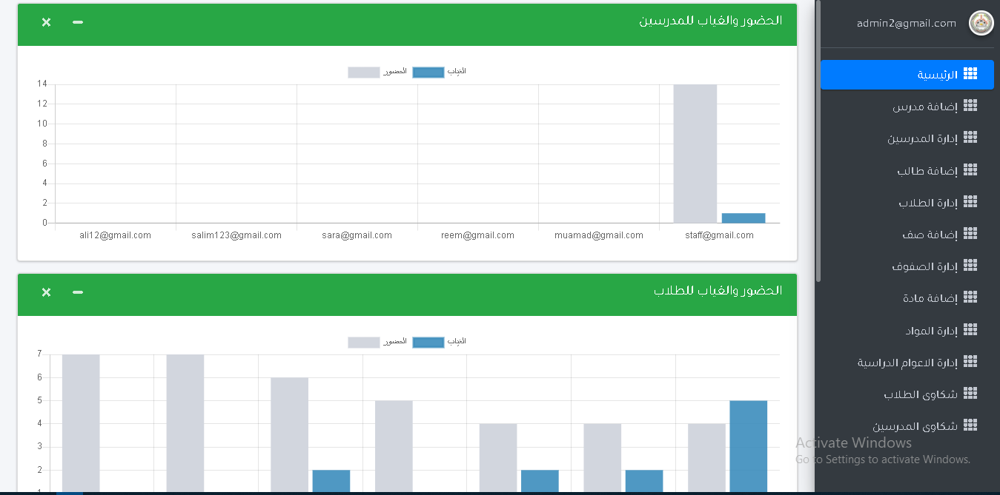 admin2@gmail.com
الرئيسية
إضافة مدرس
إدارة المدرسين
إضافة طالب
إدارة الطلاب
إضافة صف
إدارة الصفوف
إضافة مادة
إدارة المواد
إدارة الاعوام الدراسية
شكاوى الطلاب
شكاوى المدرسين
Activate Windows
Go to Settings to activate Windows.
الحضور والغياب للمدرسين
الحضور الغياب
14
12
10
8
6
4
2
0
ali12@gmail.com salim123@gmail.com sara@gmail.com reem@gmail.com muamad@gmail.com staff@gmail.com
الحضور والغياب للطلاب
الحضور الغياب
7
6
5
4
3
2
1